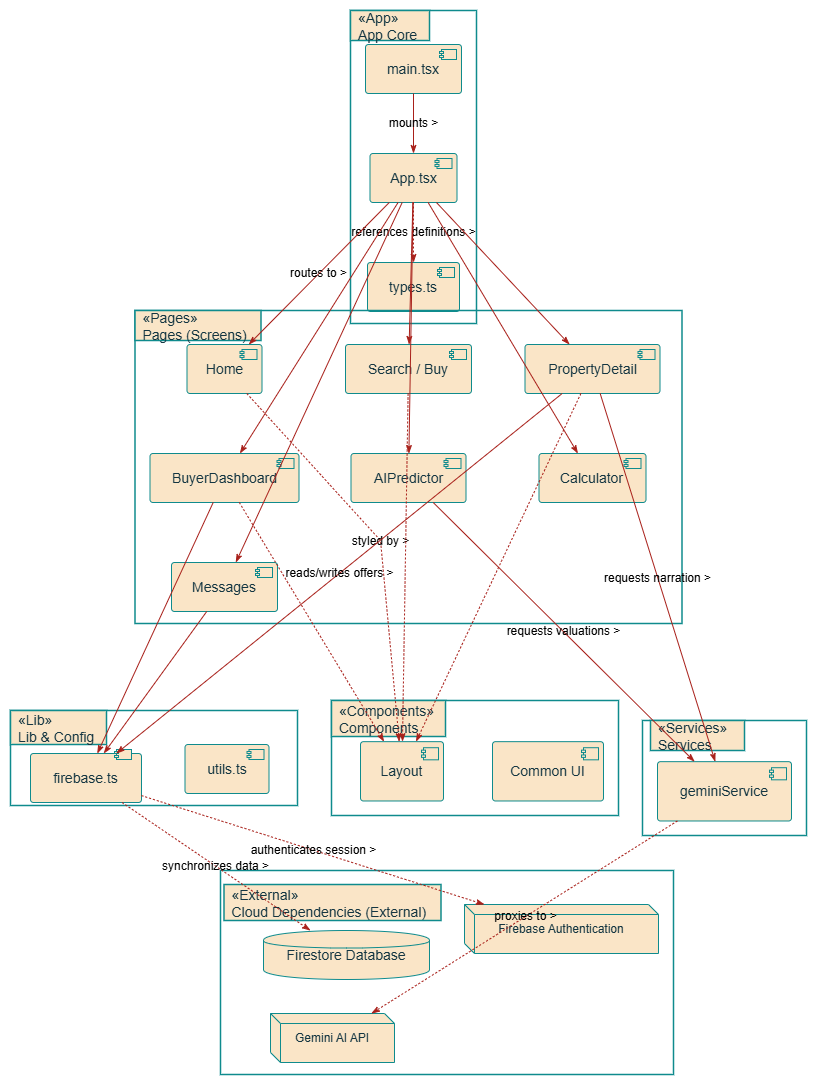 «App»
App Core
main.tsx
mounts >
App.tsx
references definitions >
routes to >
types.ts
«Pages»
Pages (Screens)
Home
Search / Buy
PropertyDetail
BuyerDashboard
AIPredictor
Calculator
styled by >
reads/writes offers >
requests narration >
Messages
requests valuations >
«Lib»
Lib & Config
firebase.ts
utils.ts
«Components»
Components
Layout
Common UI
«Services»
Services
geminiService
authenticates session >
synchronizes data >
«External»
Cloud Dependencies (External)
proxies to >
Firebase Authentication
Firestore Database
Gemini AI API